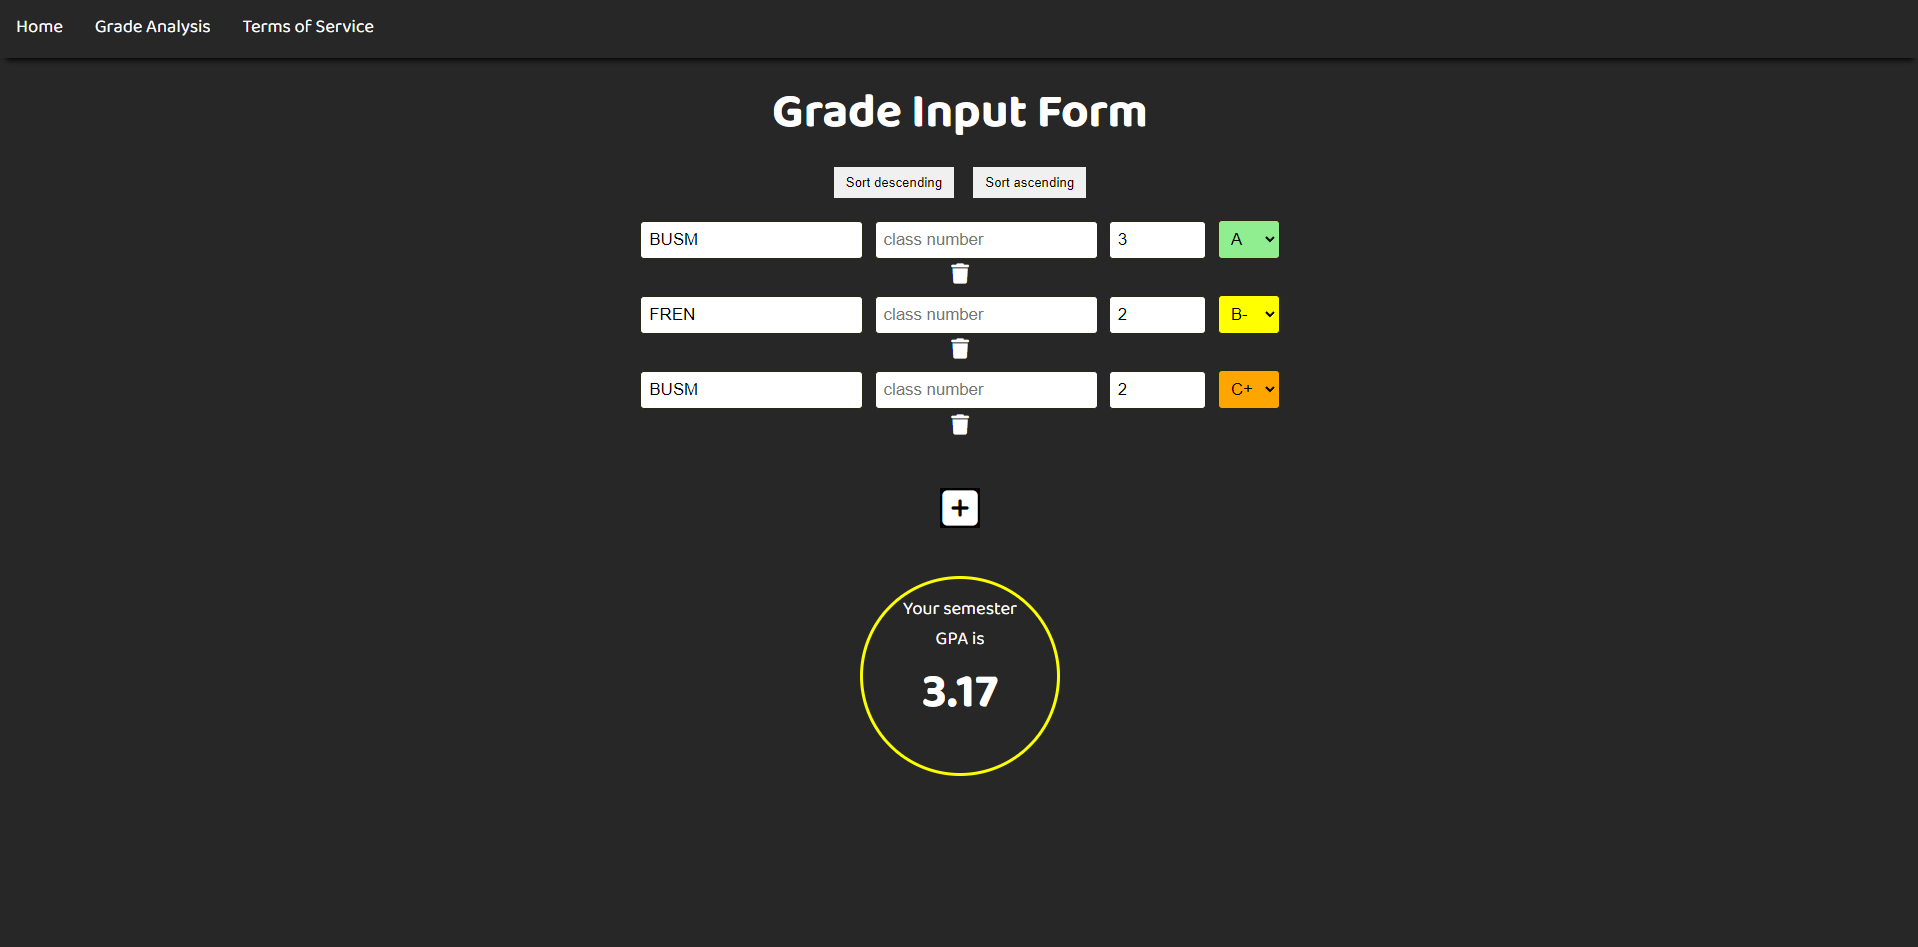 Home Grade Analysis Terms of Service
Grade Input Form
Sort descending Sort ascending
BUSM class number 3 A
FREN class number 2 B-
BUSM class number 2 C+
Your semester
GPA is
3.17